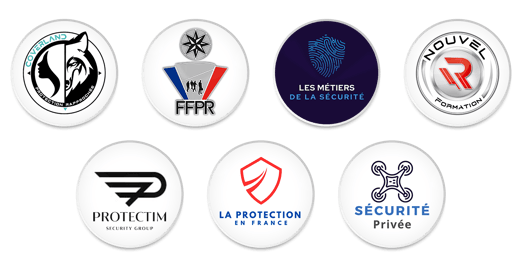 COVERLAND
PROTECTION RAPPROCHÉE
FFPR
LES MÉTIERS
DE LA SÉCURITÉ
NOUVEL
R
FORMATION
PROTECTIM
SECURITY GROUP
LA PROTECTION
EN FRANCE
SÉCURITÉ
Privée